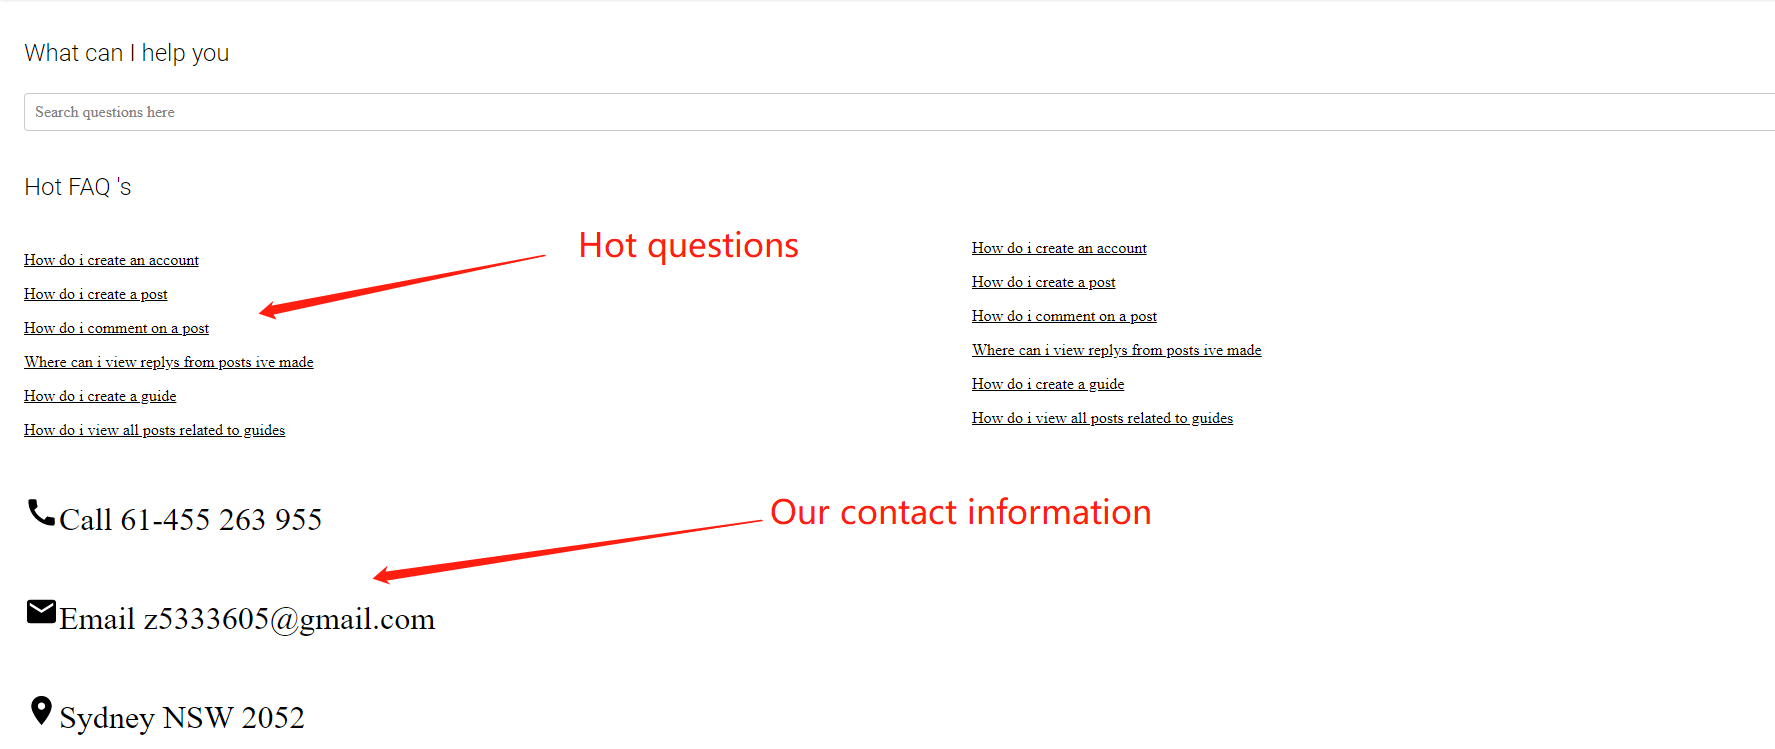 What can I help you
Search questions here
Hot FAQ 's
How do i create an account
How do i create a post
How do i comment on a post
Where can i view replys from posts ive made
How do i create a guide
How do i view all posts related to guides
Hot questions
How do i create an account
How do i create a post
How do i comment on a post
Where can i view replys from posts ive made
How do i create a guide
How do i view all posts related to guides
Call 61-455 263 955
Our contact information
Email z5333605@gmail.com
Sydney NSW 2052